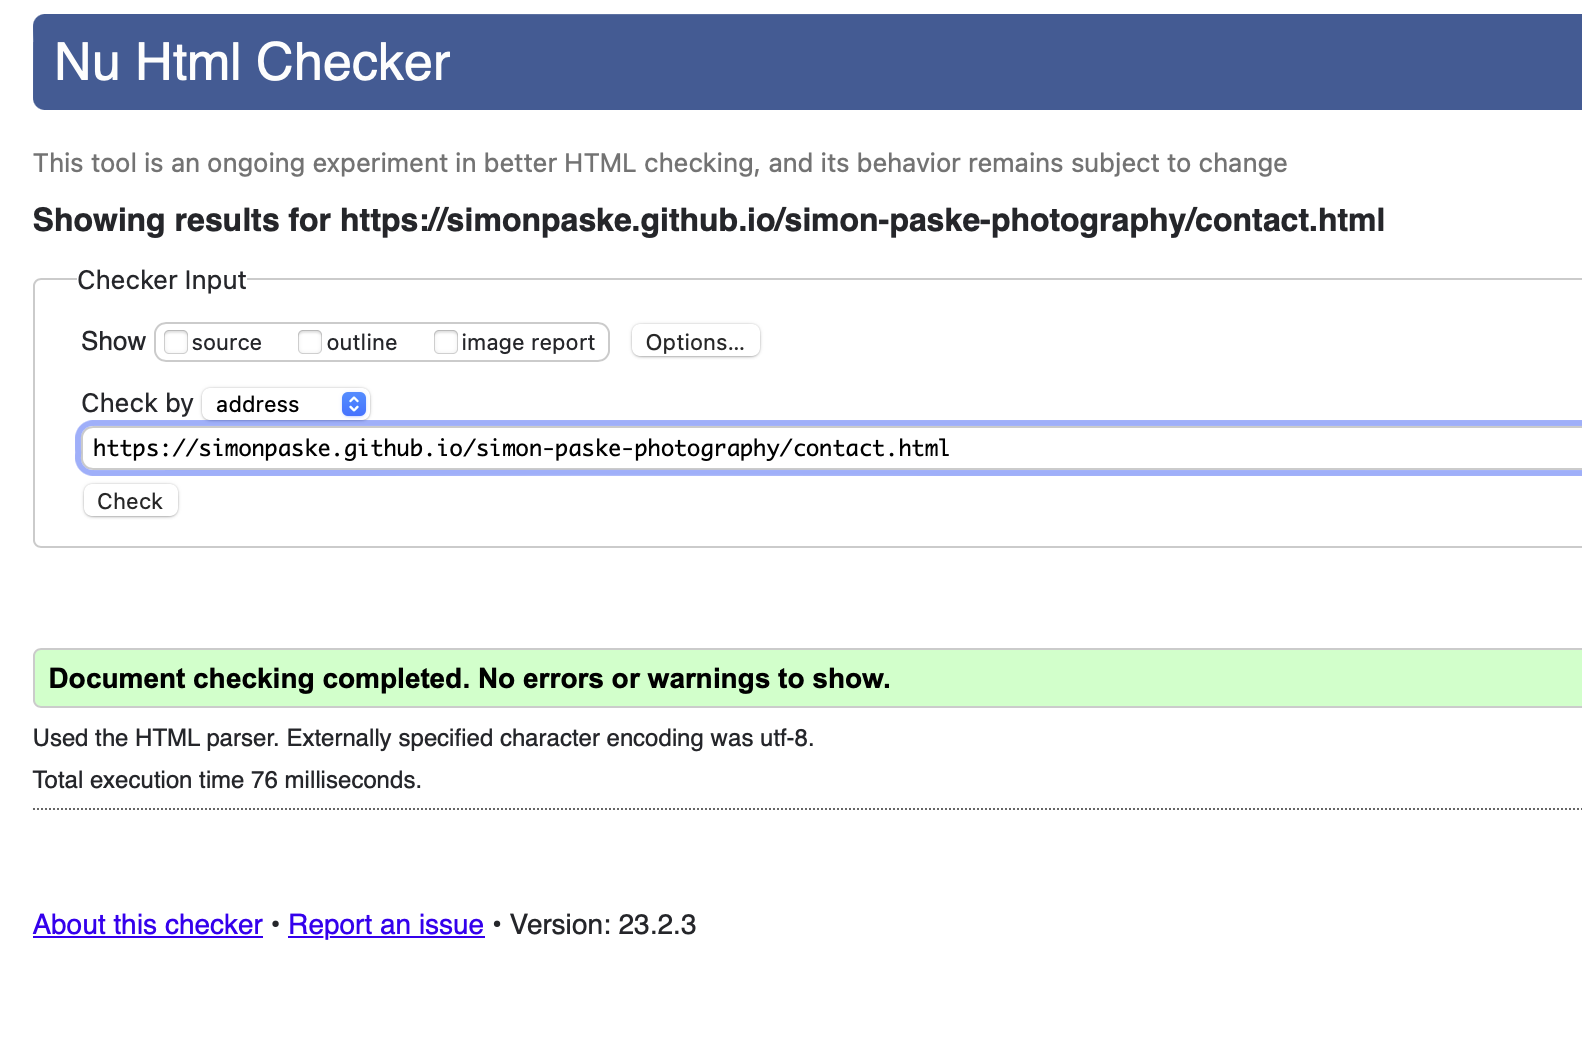 Nu Html Checker
This tool is an ongoing experiment in better HTML checking, and its behavior remains subject to change
Showing results for https://simonpaske.github.io/simon-paske-photography/contact.html
Checker Input
Show source outline image report Options...
Check by address
https://simonpaske.github.io/simon-paske-photography/contact.html
Check
Document checking completed. No errors or warnings to show.
Used the HTML parser. Externally specified character encoding was utf-8.
Total execution time 76 milliseconds.
About this checker • Report an issue • Version: 23.2.3